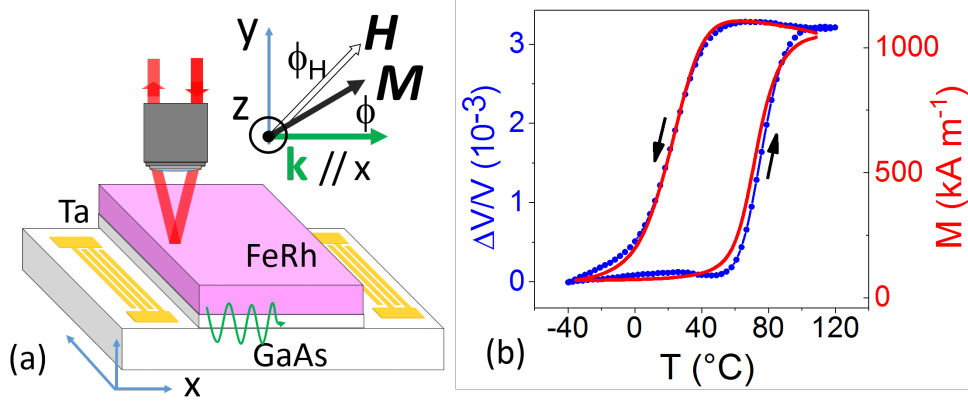 y
H
ϕH
M
z
ϕ
k // x
Ta
FeRh
GaAs
(a)
x
ΔV/V (10-3)
3
2
1
0
-40 0 40 80 120
T (°C)
(b)
1000
500
0
M (kA m-1)